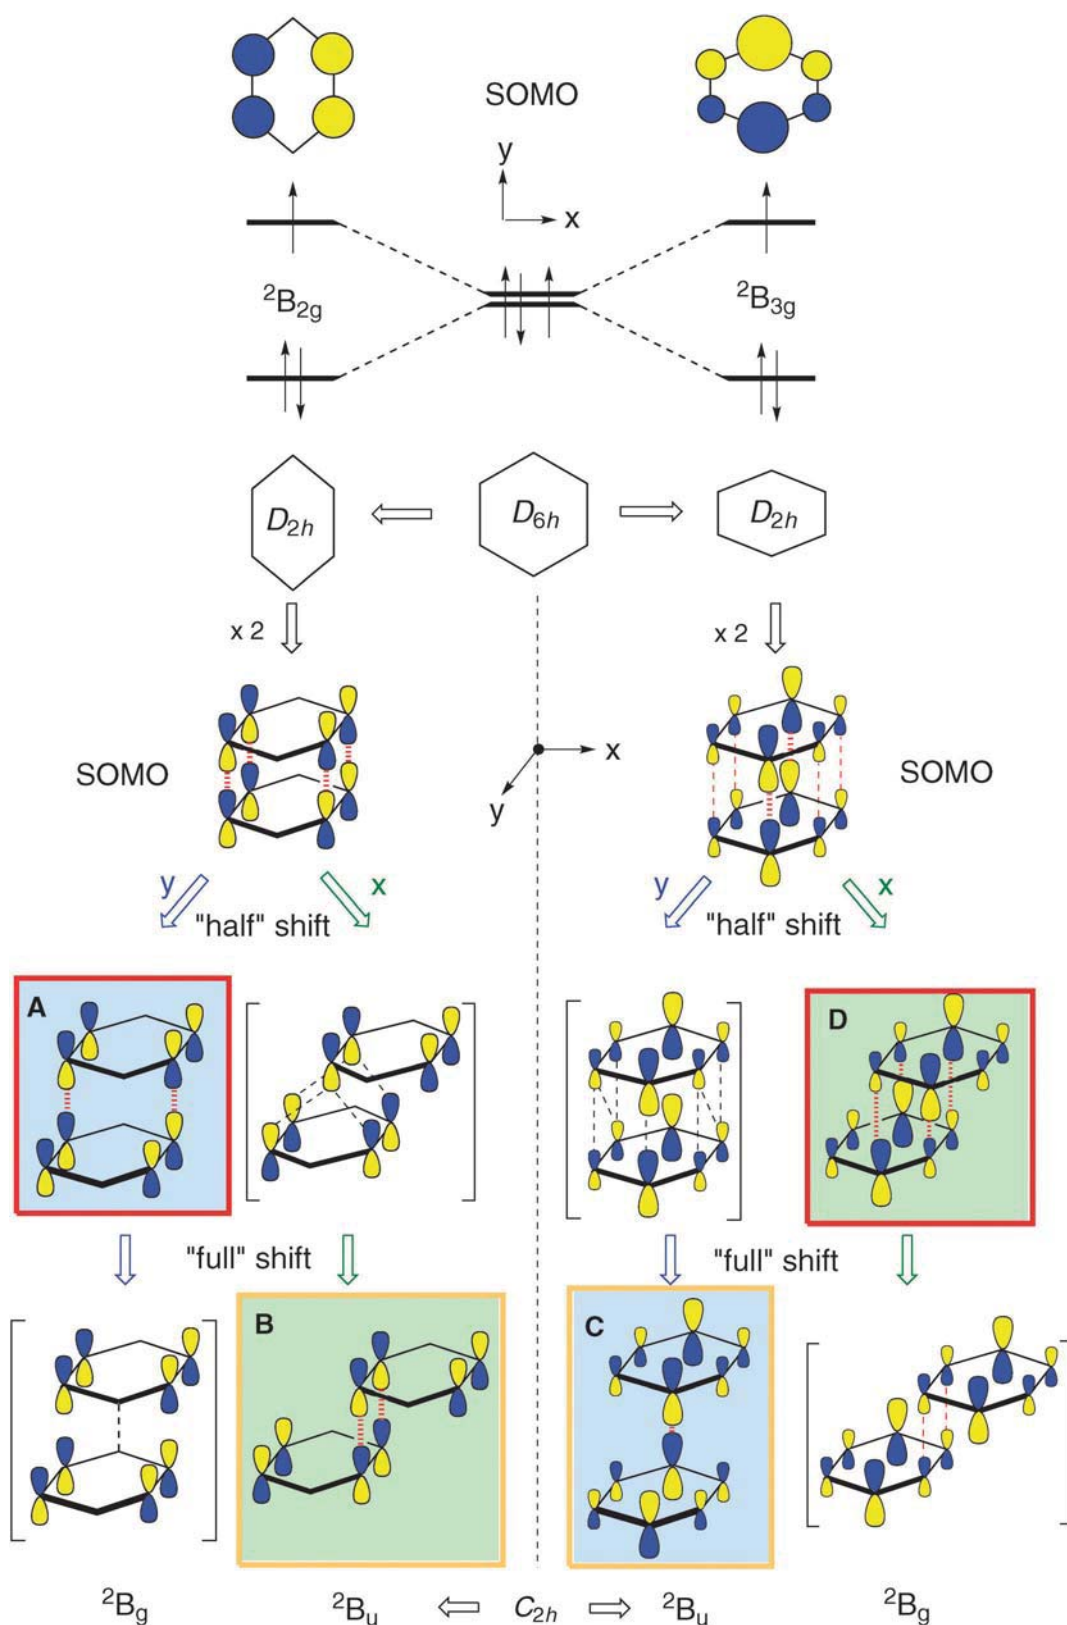 SOMO
y
x
²B₂g
²B₃g
D₂h
D₆h
D₂h
x 2
x 2
SOMO
x
y
SOMO
y
x
"half" shift
y
x
"half" shift
A
D
"full" shift
"full" shift
B
C
²Bg
²Bu
C₂h
²Bu
²Bg